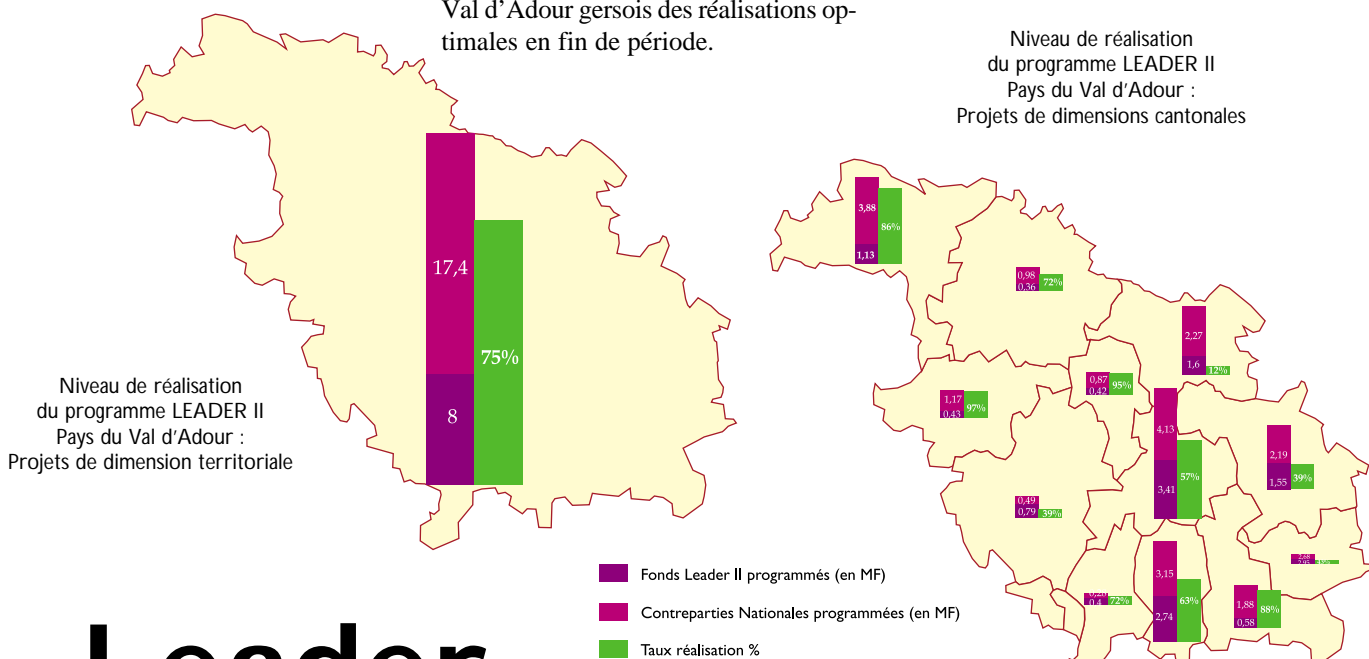 Val d'Adour gersois des réalisations op-
timales en fin de période.
Niveau de réalisation
du programme LEADER II
Pays du Val d'Adour :
Projets de dimensions cantonales
17,4
75%
8
Niveau de réalisation
du programme LEADER II
Pays du Val d'Adour :
Projets de dimension territoriale
3,88
86%
1,13
0,98
0,36
72%
2,27
1,6
12%
0,87
0,42
95%
1,17
0,43
97%
4,13
57%
3,41
2,19
39%
1,55
0,49
0,79
39%
2,68
3,15
63%
2,74
0,4
72%
1,88
88%
0,58
Fonds Leader II programmés (en MF)
Contreparties Nationales programmées (en MF)
Taux réalisation %
Leader